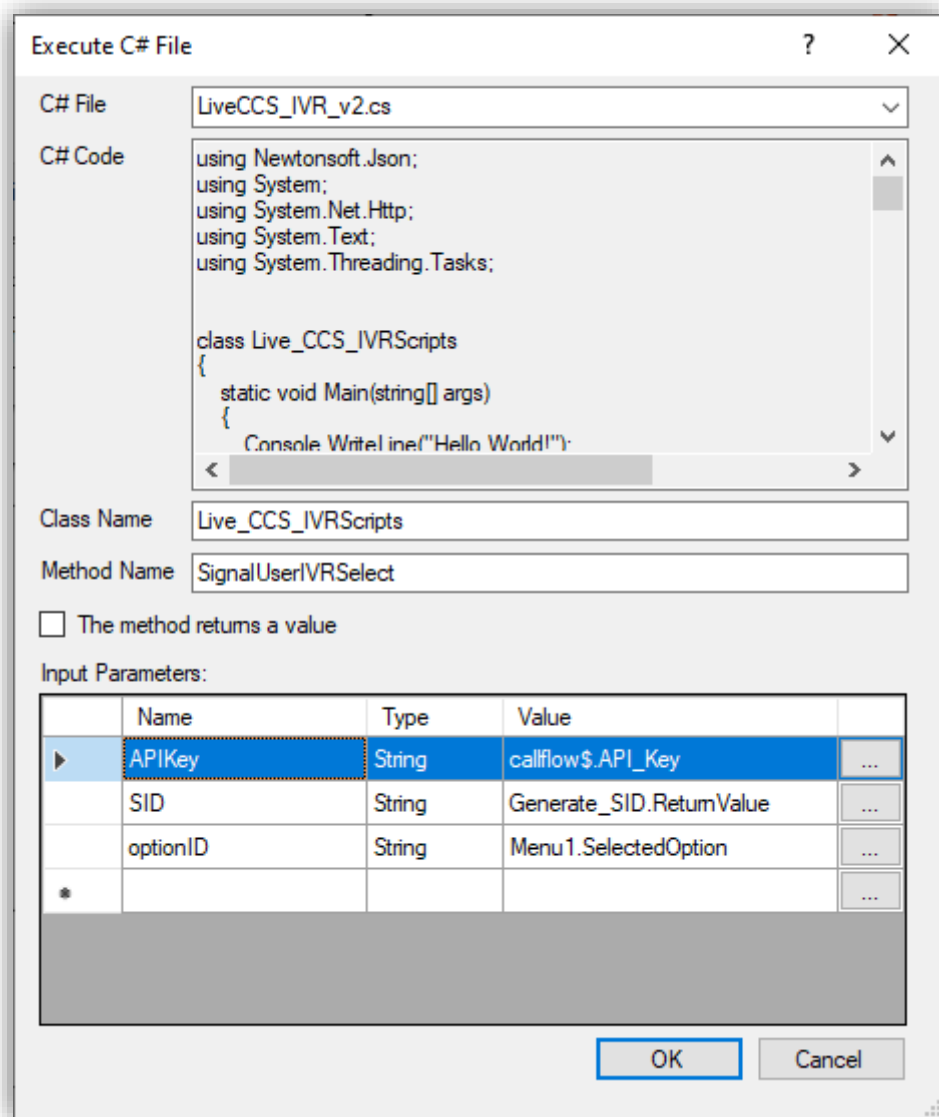 Execute C# File ?
C# File LiveCCS_IVR_v2.cs
C# Code
using Newtonsoft.Json;
using System;
using System.Net.Http;
using System.Text;
using System.Threading.Tasks;
class Live_CCS_IVRScripts
{
static void Main(string[] args)
{
Console.WriteLine("Hello World!");
Class Name Live_CCS_IVRScripts
Method Name SignalUserIVRSelect
The method returns a value
Input Parameters:
Name Type Value
APIKey String callflow$.API_Key ...
SID String Generate_SID.ReturnValue ...
optionID String Menu1.SelectedOption ...
...
OK Cancel